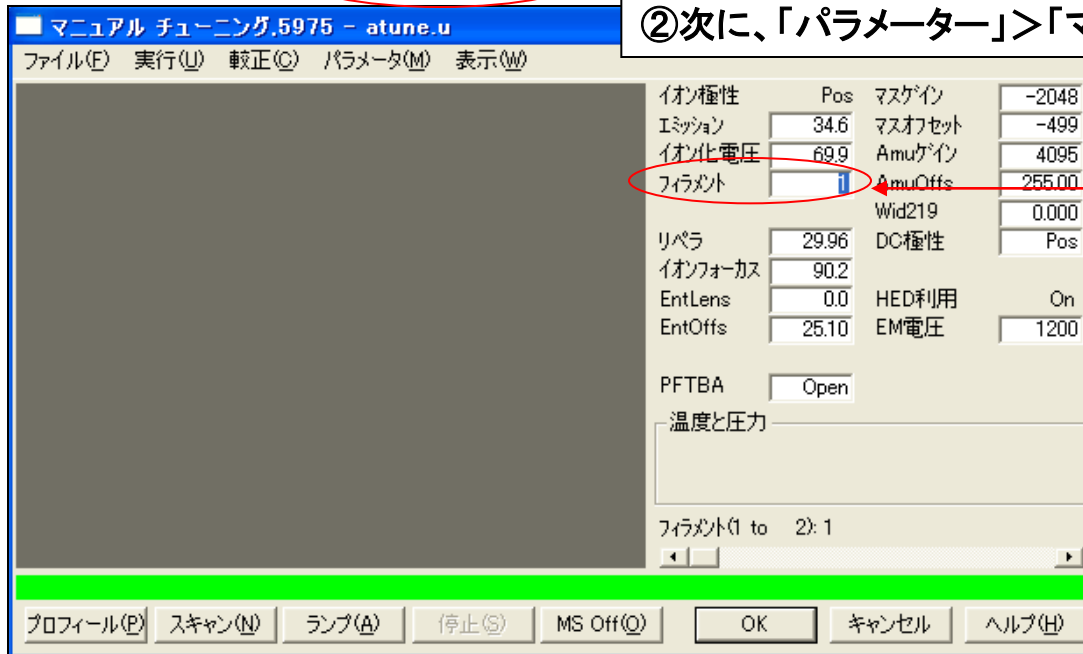 ②次に、「パラメーター」＞「マ
マニュアル チューニング,5975 - atune.u
ファイル(F) 実行(U) 較正(C) パラメータ(M) 表示(W)
イオン極性 Pos マスゲイン -2048
エミッション 34.6 マスオフセット -499
イオン化電圧 69.9 Amuゲイン 4095
フィラメント 1 AmuOffs 255.00
Wid219 0.000
リペラ 29.96 DC極性 Pos
イオンフォーカス 90.2
EntLens 0.0 HED利用 On
EntOffs 25.10 EM電圧 1200
PFTBA Open
温度と圧力
フィラメント(1 to 2): 1
プロフィール(P) スキャン(N) ランプ(A) 停止(S) MS Off(O) OK キャンセル ヘルプ(H)